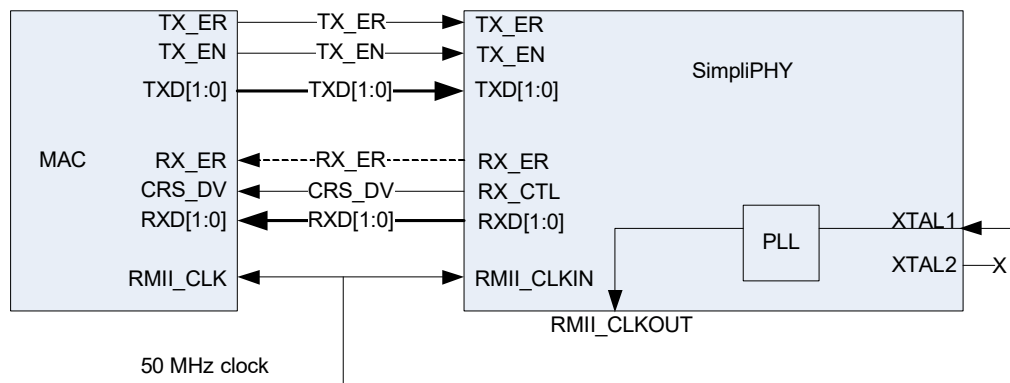 TX_ER TX_ER TX_ER
TX_EN TX_EN TX_EN
SimpliPHY
TXD[1:0] TXD[1:0] TXD[1:0]
MAC RX_ER RX_ER RX_ER
CRS_DV CRS_DV RX_CTL
RXD[1:0] RXD[1:0] RXD[1:0]
PLL XTAL1
XTAL2 X
RMII_CLK RMII_CLKIN
RMII_CLKOUT
50 MHz clock